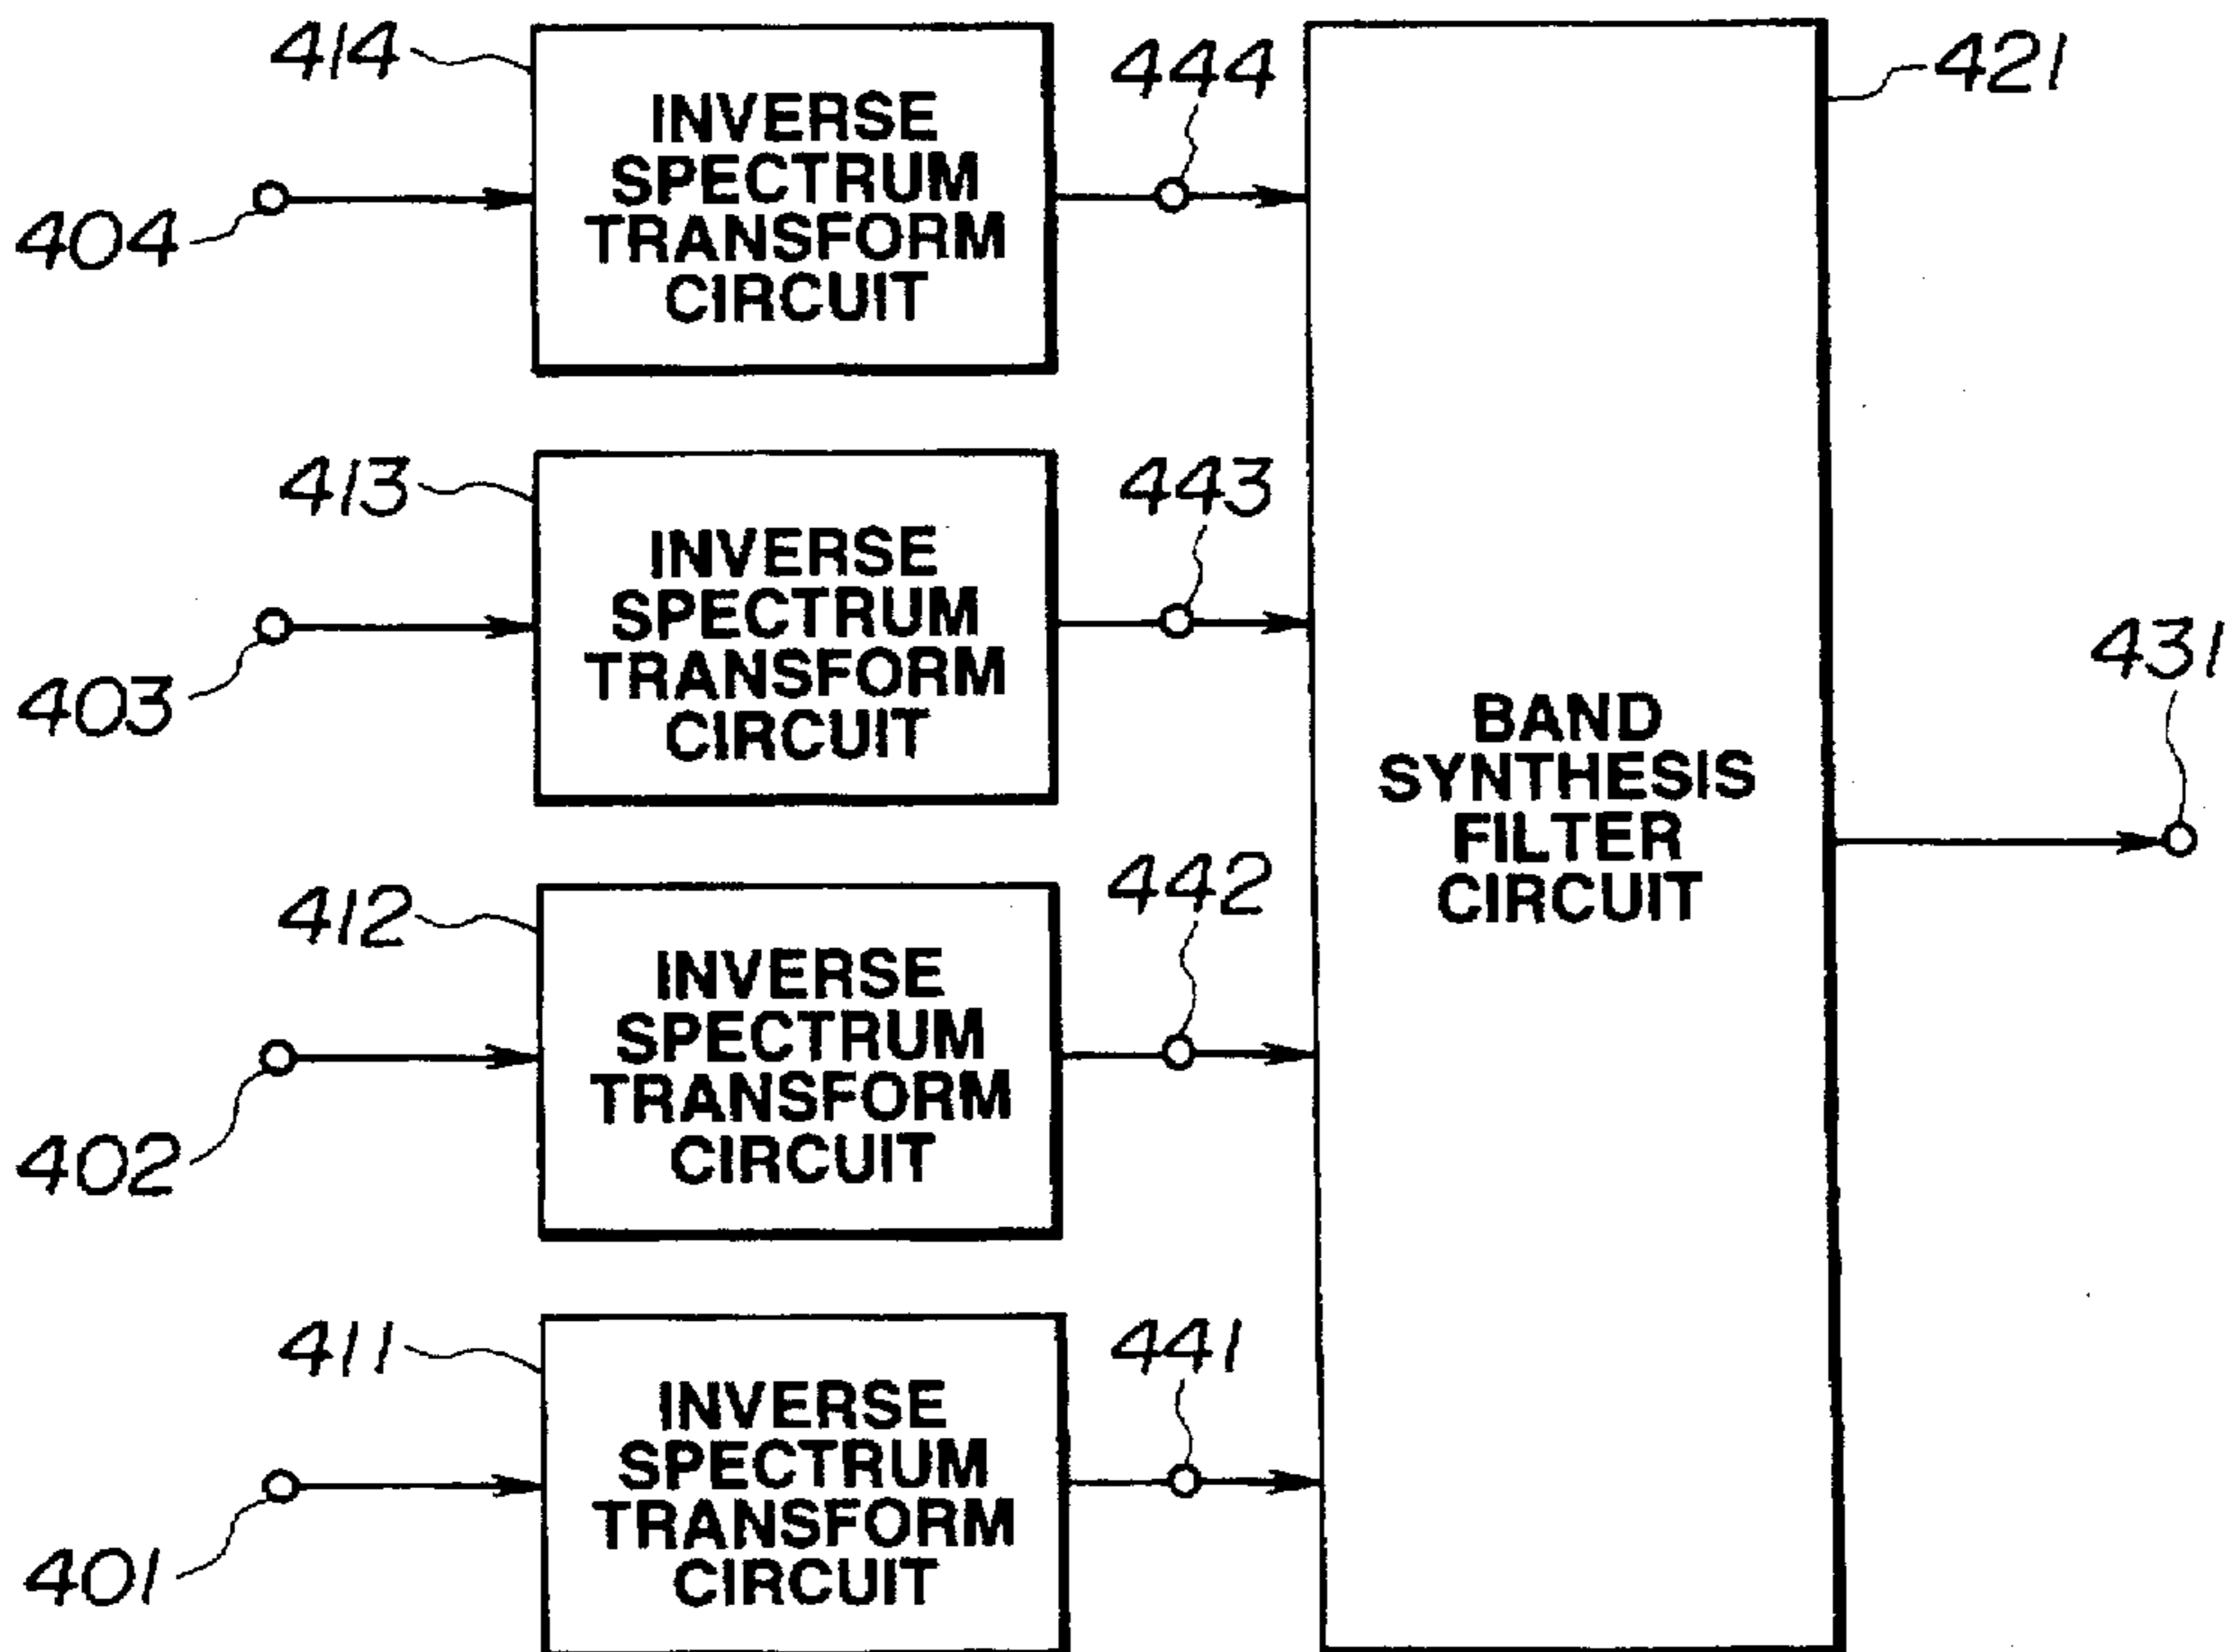 414
INVERSE
SPECTRUM
TRANSFORM
CIRCUIT
404
444
421
413
INVERSE
SPECTRUM
TRANSFORM
CIRCUIT
403
443
BAND
SYNTHESIS
FILTER
CIRCUIT
431
412
INVERSE
SPECTRUM
TRANSFORM
CIRCUIT
402
442
411
INVERSE
SPECTRUM
TRANSFORM
CIRCUIT
401
441